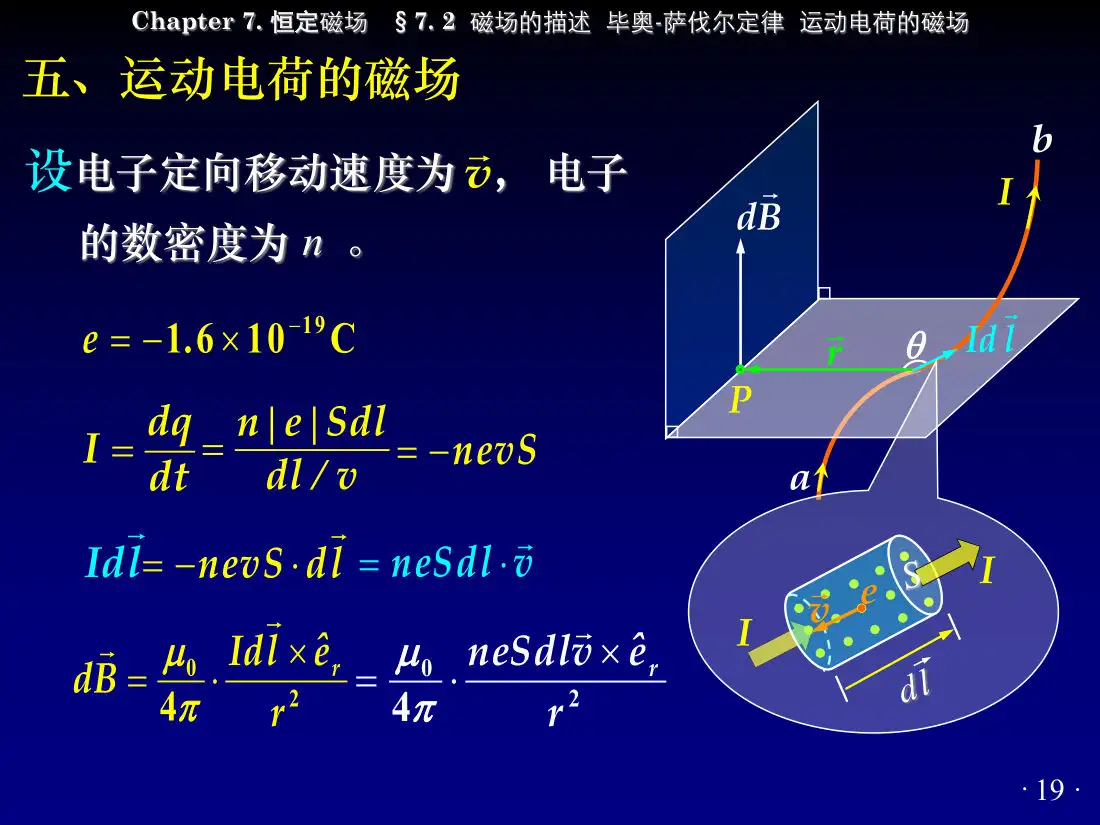 Chapter 7. 恒定磁场 §7. 2 磁场的描述 毕奥-萨伐尔定律 运动电荷的磁场
五、运动电荷的磁场
设电子定向移动速度为 v⃗， 电子
的数密度为 n 。
e = −1.6×10⁻¹⁹C
I = dq/dt = n|e|Sdl / (dl/v) = −nevS
Idl⃗ = −nevS·dl⃗ = neSdl·v⃗
dB⃗ = μ₀/4π · Idl⃗×ê_r / r² = μ₀/4π · neSdlv⃗×ê_r / r²
b
I
dB⃗
Idl⃗
θ
r⃗
P
a
S
I
e
v⃗
I
dl⃗
·19·